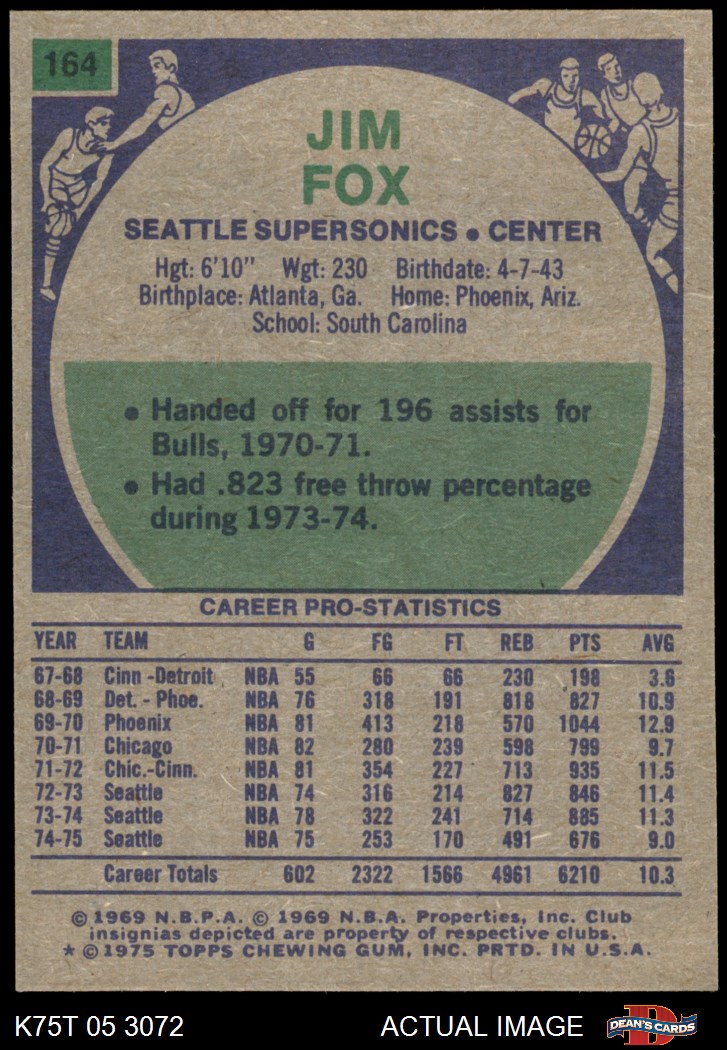 164
JIM
FOX
SEATTLE SUPERSONICS • CENTER
Hgt: 6'10" Wgt: 230 Birthdate: 4-7-43
Birthplace: Atlanta, Ga. Home: Phoenix, Ariz.
School: South Carolina
• Handed off for 196 assists for
Bulls, 1970-71.
• Had .823 free throw percentage
during 1973-74.
CAREER PRO-STATISTICS
YEAR TEAM G FG FT REB PTS AVG
67-68 Cinn -Detroit NBA 55 66 66 230 198 3.6
68-69 Det. - Phoe. NBA 76 318 191 818 827 10.9
69-70 Phoenix NBA 81 413 218 570 1044 12.9
70-71 Chicago NBA 82 280 239 598 799 9.7
71-72 Chic.-Cinn. NBA 81 354 227 713 935 11.5
72-73 Seattle NBA 74 316 214 827 846 11.4
73-74 Seattle NBA 78 322 241 714 885 11.3
74-75 Seattle NBA 75 253 170 491 676 9.0
Career Totals 602 2322 1566 4961 6210 10.3
© 1969 N.B.P.A. © 1969 N.B.A. Properties, Inc. Club
insignias depicted are property of respective clubs.
* © 1975 TOPPS CHEWING GUM, INC. PRTD. IN U.S.A.
K75T 05 3072 ACTUAL IMAGE DEAN'S CARDS